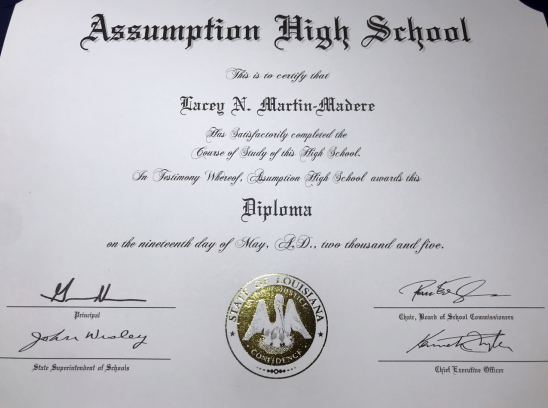 Assumption High School
This is to certify that
Lacey N. Martin-Madere
Has Satisfactorily completed the
Course of Study of this High School.
In Testimony Whereof, Assumption High School awards this
Diploma
on the nineteenth day of May, A.D., two thousand and five.
Principal
John Wesley
State Superintendent of Schools
STATE OF LOUISIANA
JUSTICE
CONFIDENCE
Chair, Board of School Commissioners
Chief Executive Officer